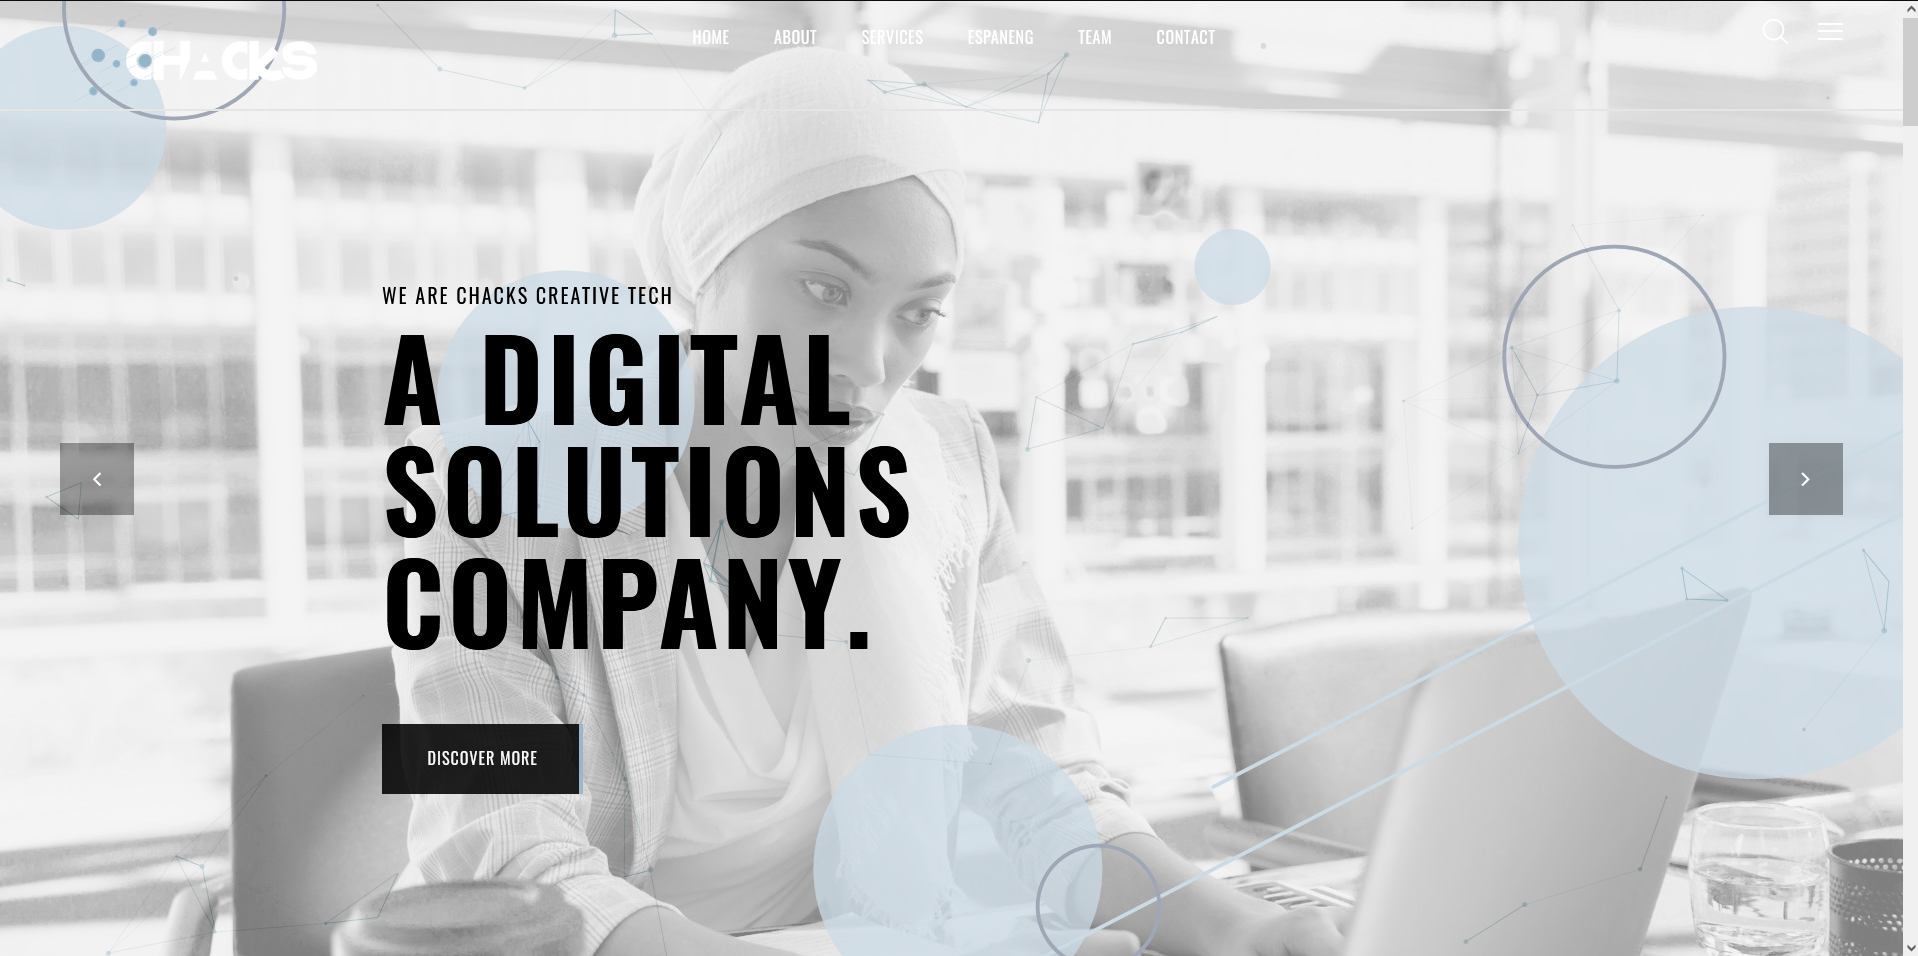 CHACKS
HOME ABOUT SERVICES ESPANENG TEAM CONTACT
WE ARE CHACKS CREATIVE TECH
A DIGITAL
SOLUTIONS
COMPANY.
DISCOVER MORE